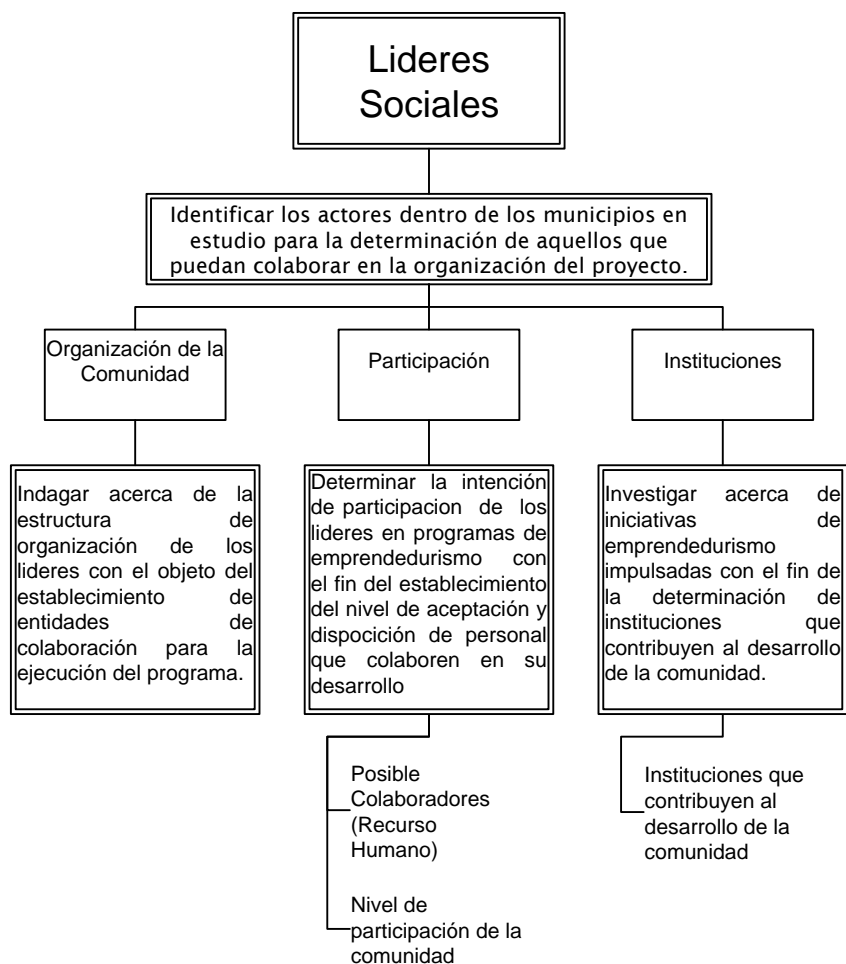 Lideres
Sociales
Identificar los actores dentro de los municipios en
estudio para la determinación de aquellos que
puedan colaborar en la organización del proyecto.
Organización de la
Comunidad
Participación
Instituciones
Indagar acerca de la
estructura de
organización de los
lideres con el objeto del
establecimiento de
entidades de
colaboración para la
ejecución del programa.
Determinar la intención
de participacion de los
lideres en programas de
emprendedurismo con
el fin del establecimiento
del nivel de aceptación y
disposición de personal
que colaboren en su
desarrollo
Investigar acerca de
iniciativas de
emprendedurismo
impulsadas con el fin de
la determinación de
instituciones que
contribuyen al desarrollo
de la comunidad.
Posible
Colaboradores
(Recurso
Humano)
Nivel de
participación de la
comunidad
Instituciones que
contribuyen al
desarrollo de la
comunidad